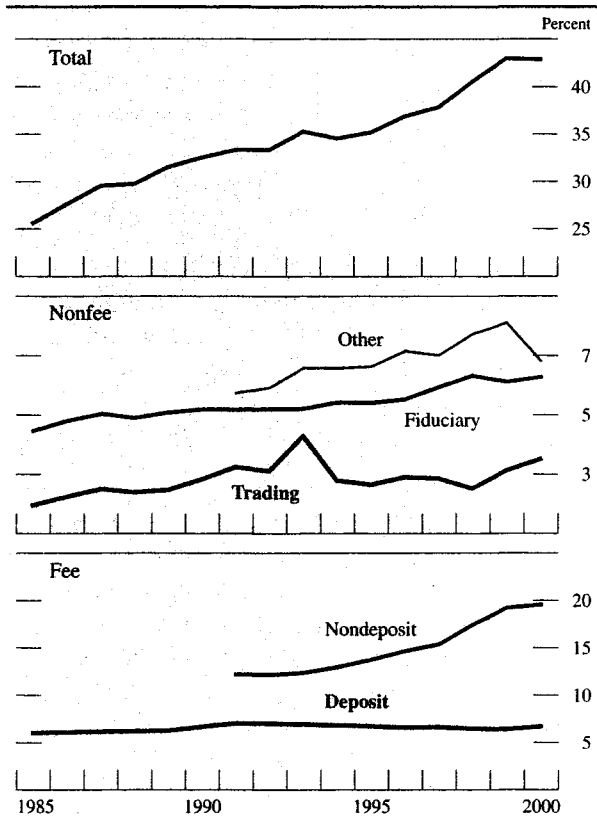 Percent
Total
40
35
30
25
Nonfee
Other
7
5
Fiduciary
3
Trading
Fee
20
Nondeposit
15
Deposit
10
5
1985 1990 1995 2000